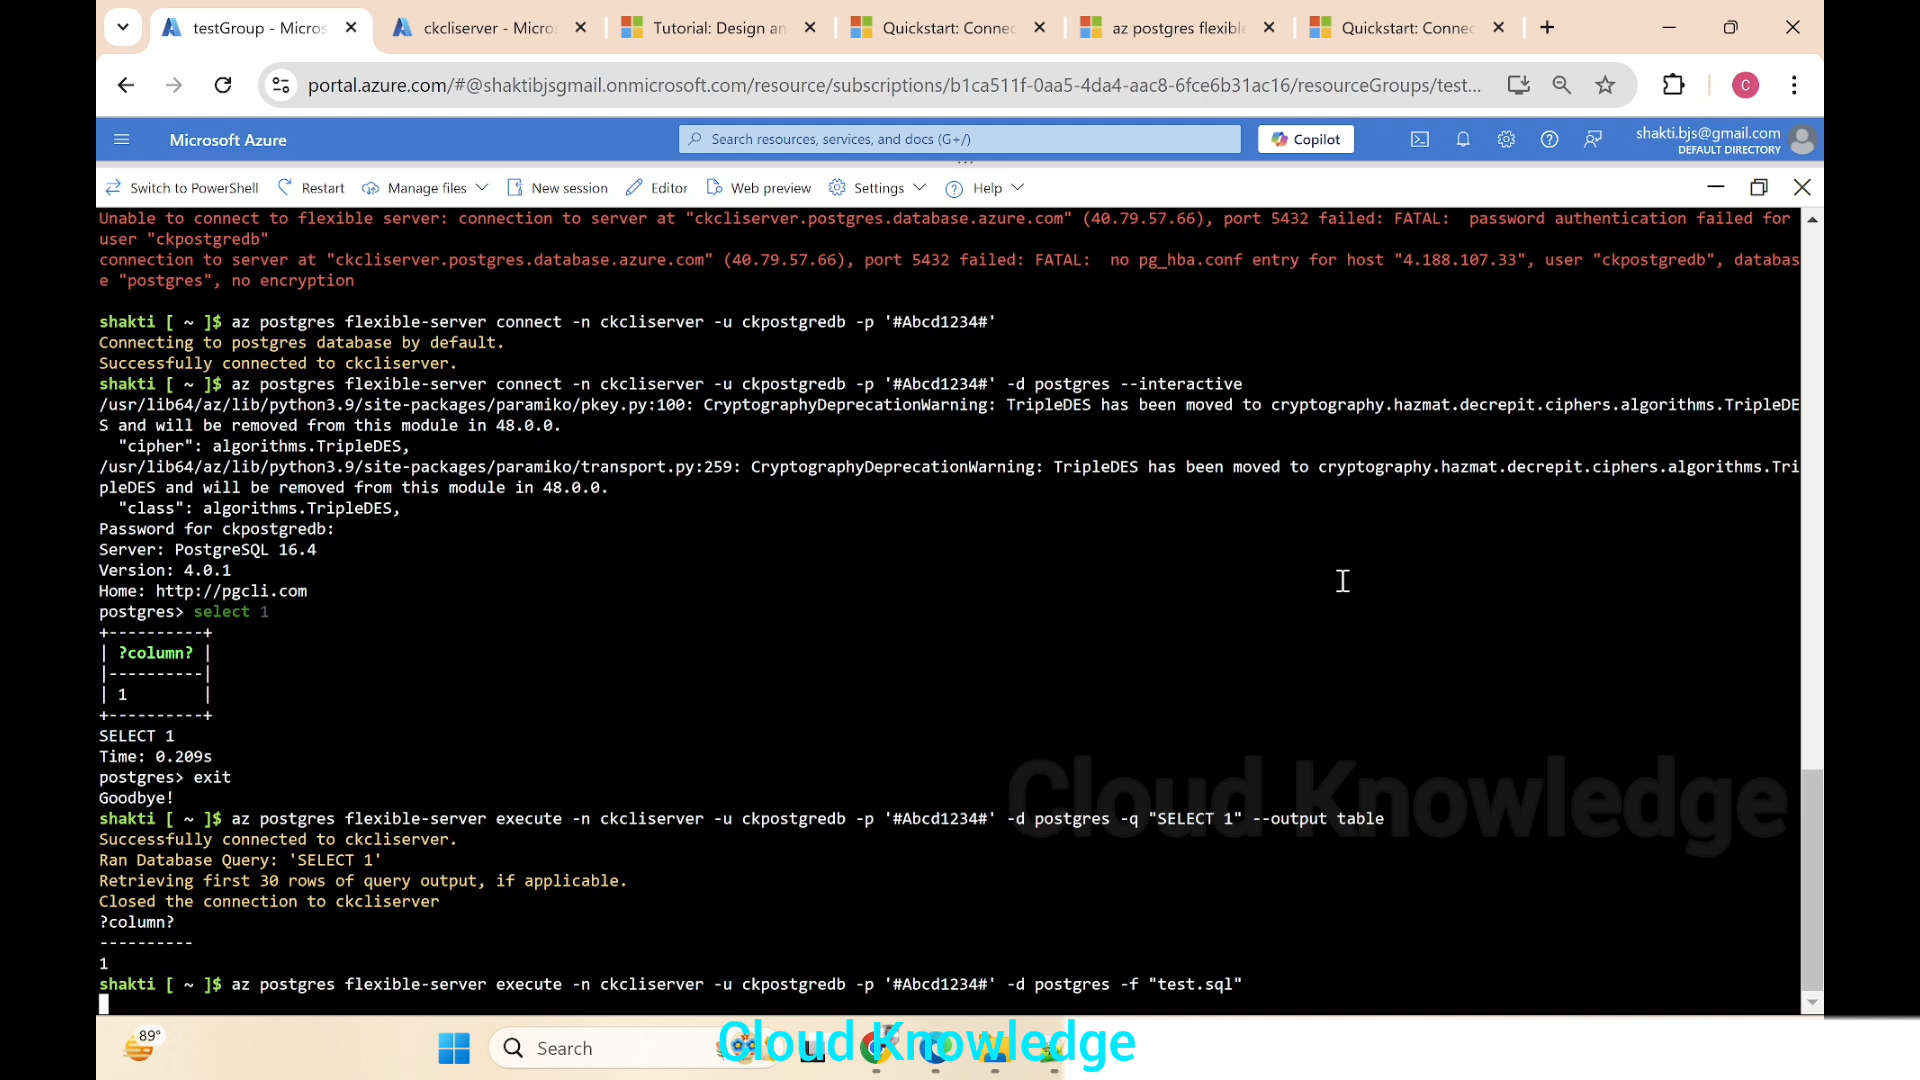 testGroup - Micros
ckcliserver - Micros
Tutorial: Design an
Quickstart: Connec
az postgres flexible
Quickstart: Connec
portal.azure.com/#@shaktibjsgmail.onmicrosoft.com/resource/subscriptions/b1ca511f-0aa5-4da4-aac8-6fce6b31ac16/resourceGroups/test...
C
Microsoft Azure
Search resources, services, and docs (G+/)
Copilot
shakti.bjs@gmail.com
DEFAULT DIRECTORY
Switch to PowerShell
Restart
Manage files
New session
Editor
Web preview
Settings
Help
Unable to connect to flexible server: connection to server at "ckcliserver.postgres.database.azure.com" (40.79.57.66), port 5432 failed: FATAL:  password authentication failed for
user "ckpostgredb"
connection to server at "ckcliserver.postgres.database.azure.com" (40.79.57.66), port 5432 failed: FATAL:  no pg_hba.conf entry for host "4.188.107.33", user "ckpostgredb", databas
e "postgres", no encryption
shakti [ ~ ]$ az postgres flexible-server connect -n ckcliserver -u ckpostgredb -p '#Abcd1234#'
Connecting to postgres database by default.
Successfully connected to ckcliserver.
shakti [ ~ ]$ az postgres flexible-server connect -n ckcliserver -u ckpostgredb -p '#Abcd1234#' -d postgres --interactive
/usr/lib64/az/lib/python3.9/site-packages/paramiko/pkey.py:100: CryptographyDeprecationWarning: TripleDES has been moved to cryptography.hazmat.decrepit.ciphers.algorithms.TripleDE
S and will be removed from this module in 48.0.0.
"cipher": algorithms.TripleDES,
/usr/lib64/az/lib/python3.9/site-packages/paramiko/transport.py:259: CryptographyDeprecationWarning: TripleDES has been moved to cryptography.hazmat.decrepit.ciphers.algorithms.Tri
pleDES and will be removed from this module in 48.0.0.
"class": algorithms.TripleDES,
Password for ckpostgredb:
Server: PostgreSQL 16.4
Version: 4.0.1
Home: http://pgcli.com
postgres> select 1
+----------+
| ?column? |
|----------|
| 1        |
+----------+
SELECT 1
Time: 0.209s
postgres> exit
Goodbye!
shakti [ ~ ]$ az postgres flexible-server execute -n ckcliserver -u ckpostgredb -p '#Abcd1234#' -d postgres -q "SELECT 1" --output table
Successfully connected to ckcliserver.
Ran Database Query: 'SELECT 1'
Retrieving first 30 rows of query output, if applicable.
Closed the connection to ckcliserver
?column?
----------
1
shakti [ ~ ]$ az postgres flexible-server execute -n ckcliserver -u ckpostgredb -p '#Abcd1234#' -d postgres -f "test.sql"
Cloud Knowledge
89°
Search
Cloud Knowledge